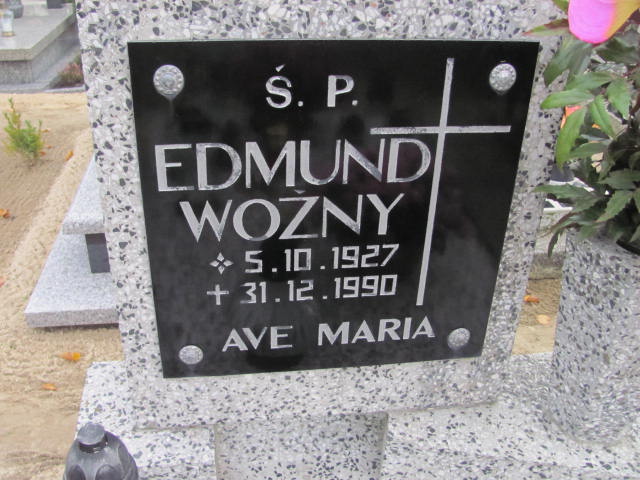 Ś. P.
EDMUND
WOŹNY
5.10.1927
31.12.1990
AVE MARIA